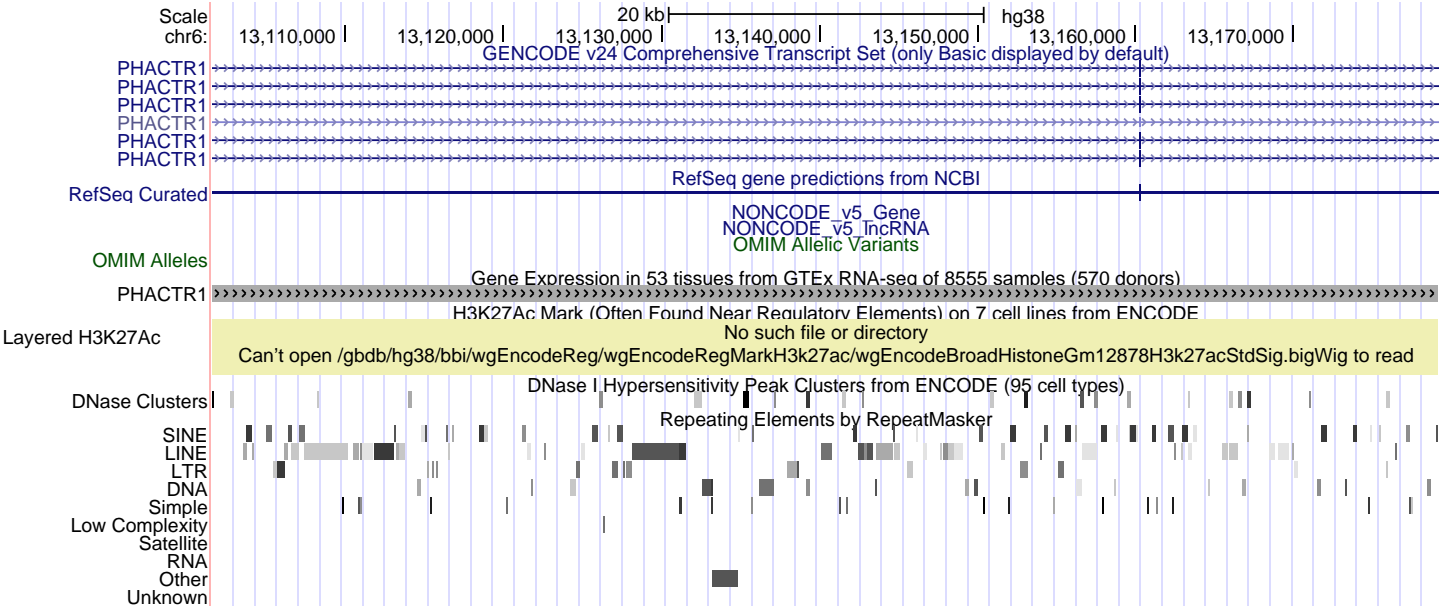 Scale 20 kb hg38
chr6: 13,110,000 13,120,000 13,130,000 13,140,000 13,150,000 13,160,000 13,170,000
GENCODE v24 Comprehensive Transcript Set (only Basic displayed by default)
PHACTR1
PHACTR1
PHACTR1
PHACTR1
PHACTR1
PHACTR1
RefSeq gene predictions from NCBI
RefSeq Curated
NONCODE_v5_Gene
NONCODE_v5_lncRNA
OMIM Allelic Variants
OMIM Alleles
Gene Expression in 53 tissues from GTEx RNA-seq of 8555 samples (570 donors)
PHACTR1
H3K27Ac Mark (Often Found Near Regulatory Elements) on 7 cell lines from ENCODE
No such file or directory
Layered H3K27Ac
Can't open /gbdb/hg38/bbi/wgEncodeReg/wgEncodeRegMarkH3k27ac/wgEncodeBroadHistoneGm12878H3k27acStdSig.bigWig to read
DNase I Hypersensitivity Peak Clusters from ENCODE (95 cell types)
DNase Clusters
Repeating Elements by RepeatMasker
SINE
LINE
LTR
DNA
Simple
Low Complexity
Satellite
RNA
Other
Unknown